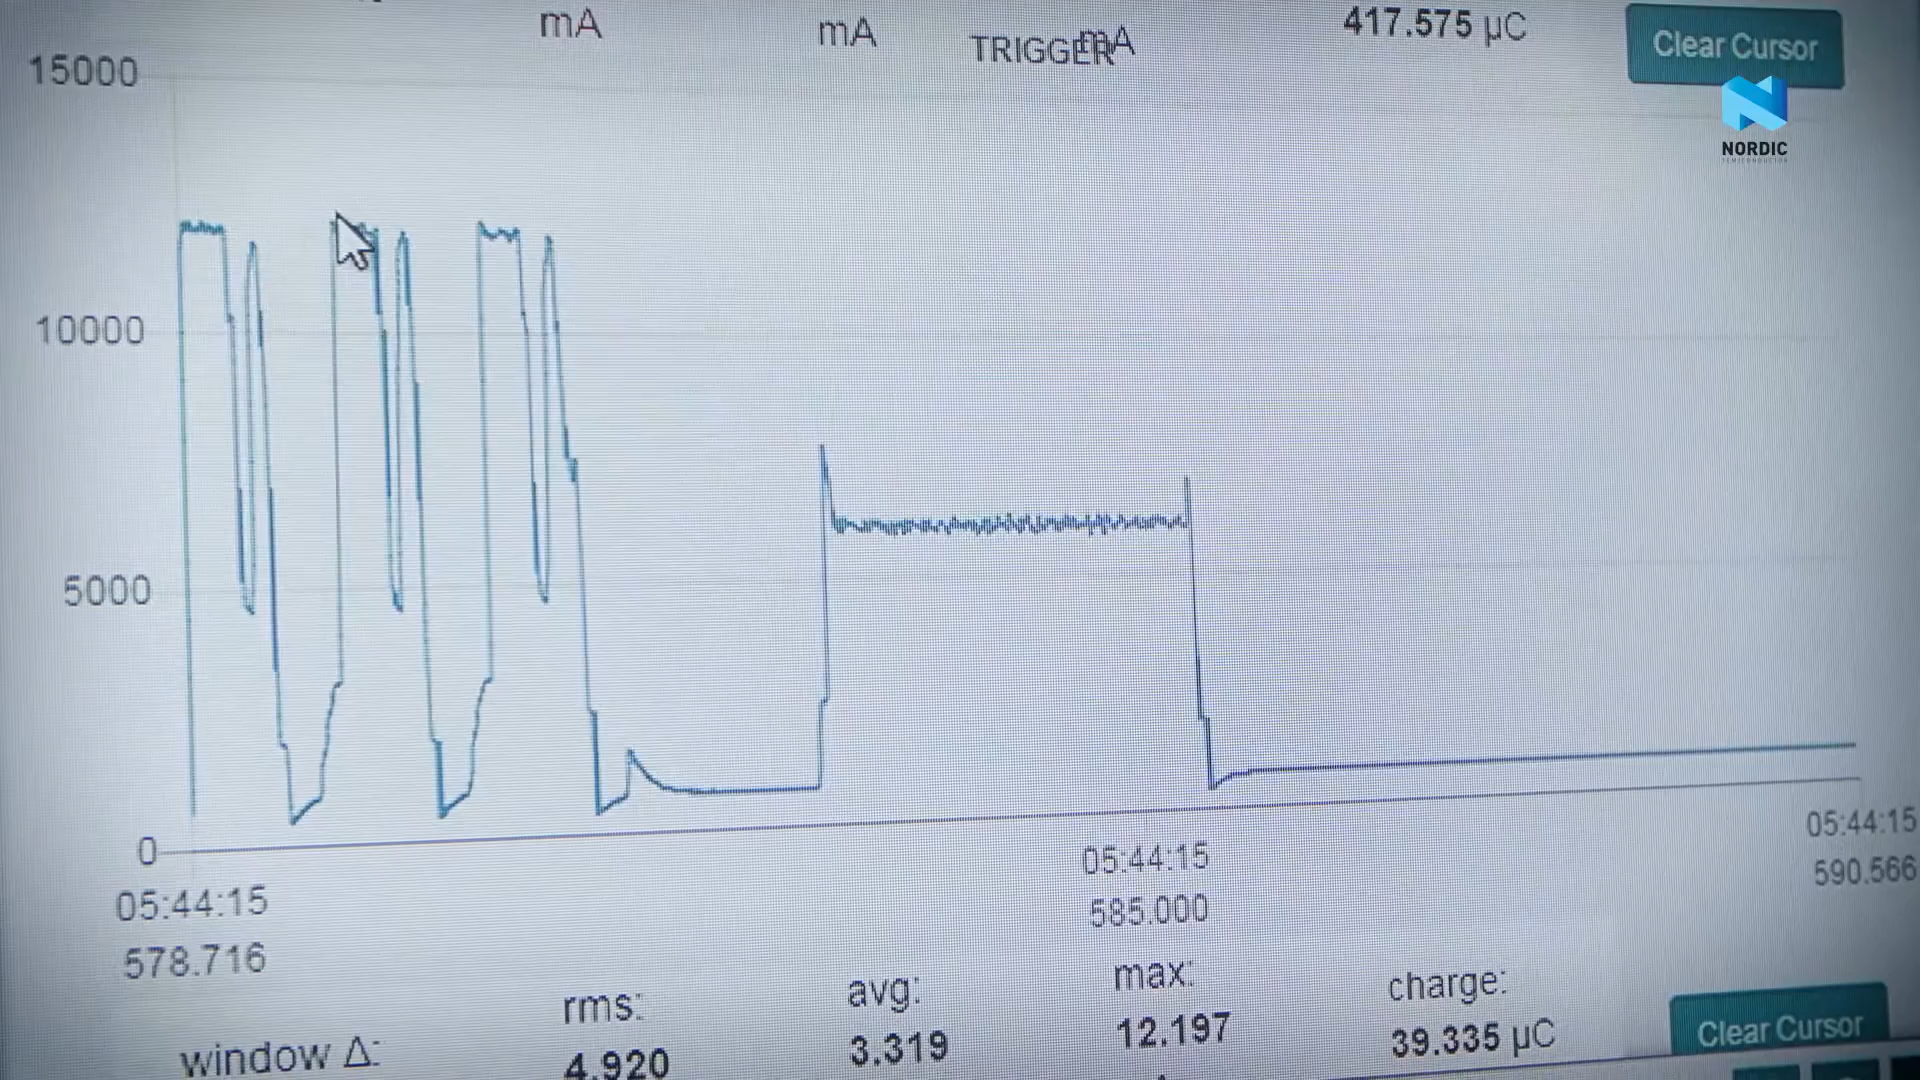 mA
mA
TRIGGER
mA
417.575 µC
Clear Cursor
15000
NORDIC
SEMICONDUCTOR
10000
5000
0
05:44:15
578.716
05:44:15
585.000
05:44:15
590.566
window Δ:
rms:
4.920
avg:
3.319
max:
12.197
charge:
39.335 µC
Clear Cursor